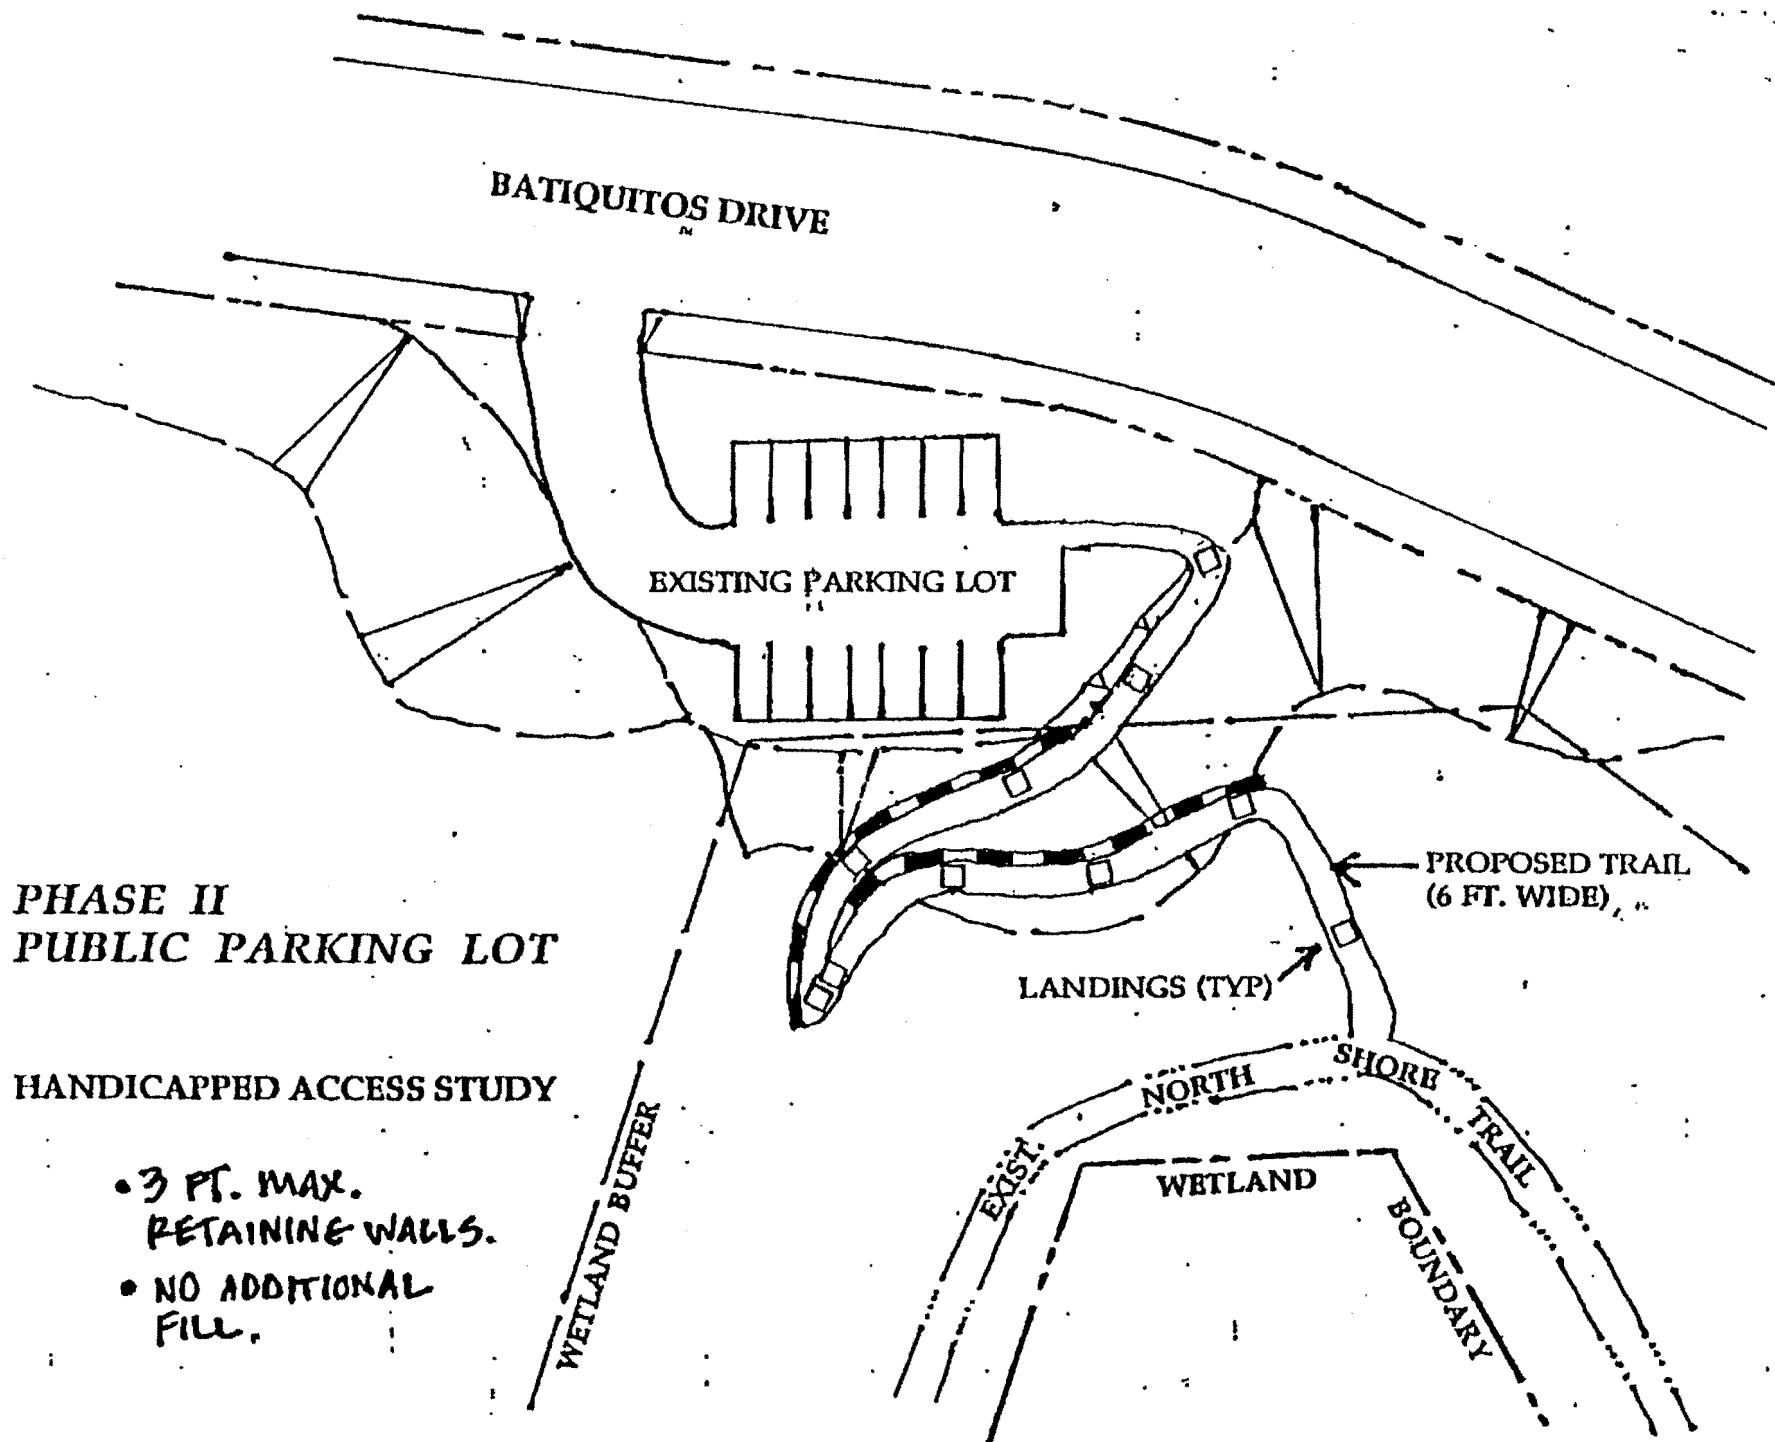 BATIQUITOS DRIVE
EXISTING PARKING LOT
PROPOSED TRAIL
(6 FT. WIDE)
PHASE II
PUBLIC PARKING LOT
LANDINGS (TYP)
HANDICAPPED ACCESS STUDY
EXIST. NORTH SHORE TRAIL
WETLAND BOUNDARY
WETLAND BUFFER
• 3 FT. MAX.
RETAINING WALLS.
• NO ADDITIONAL
FILL.